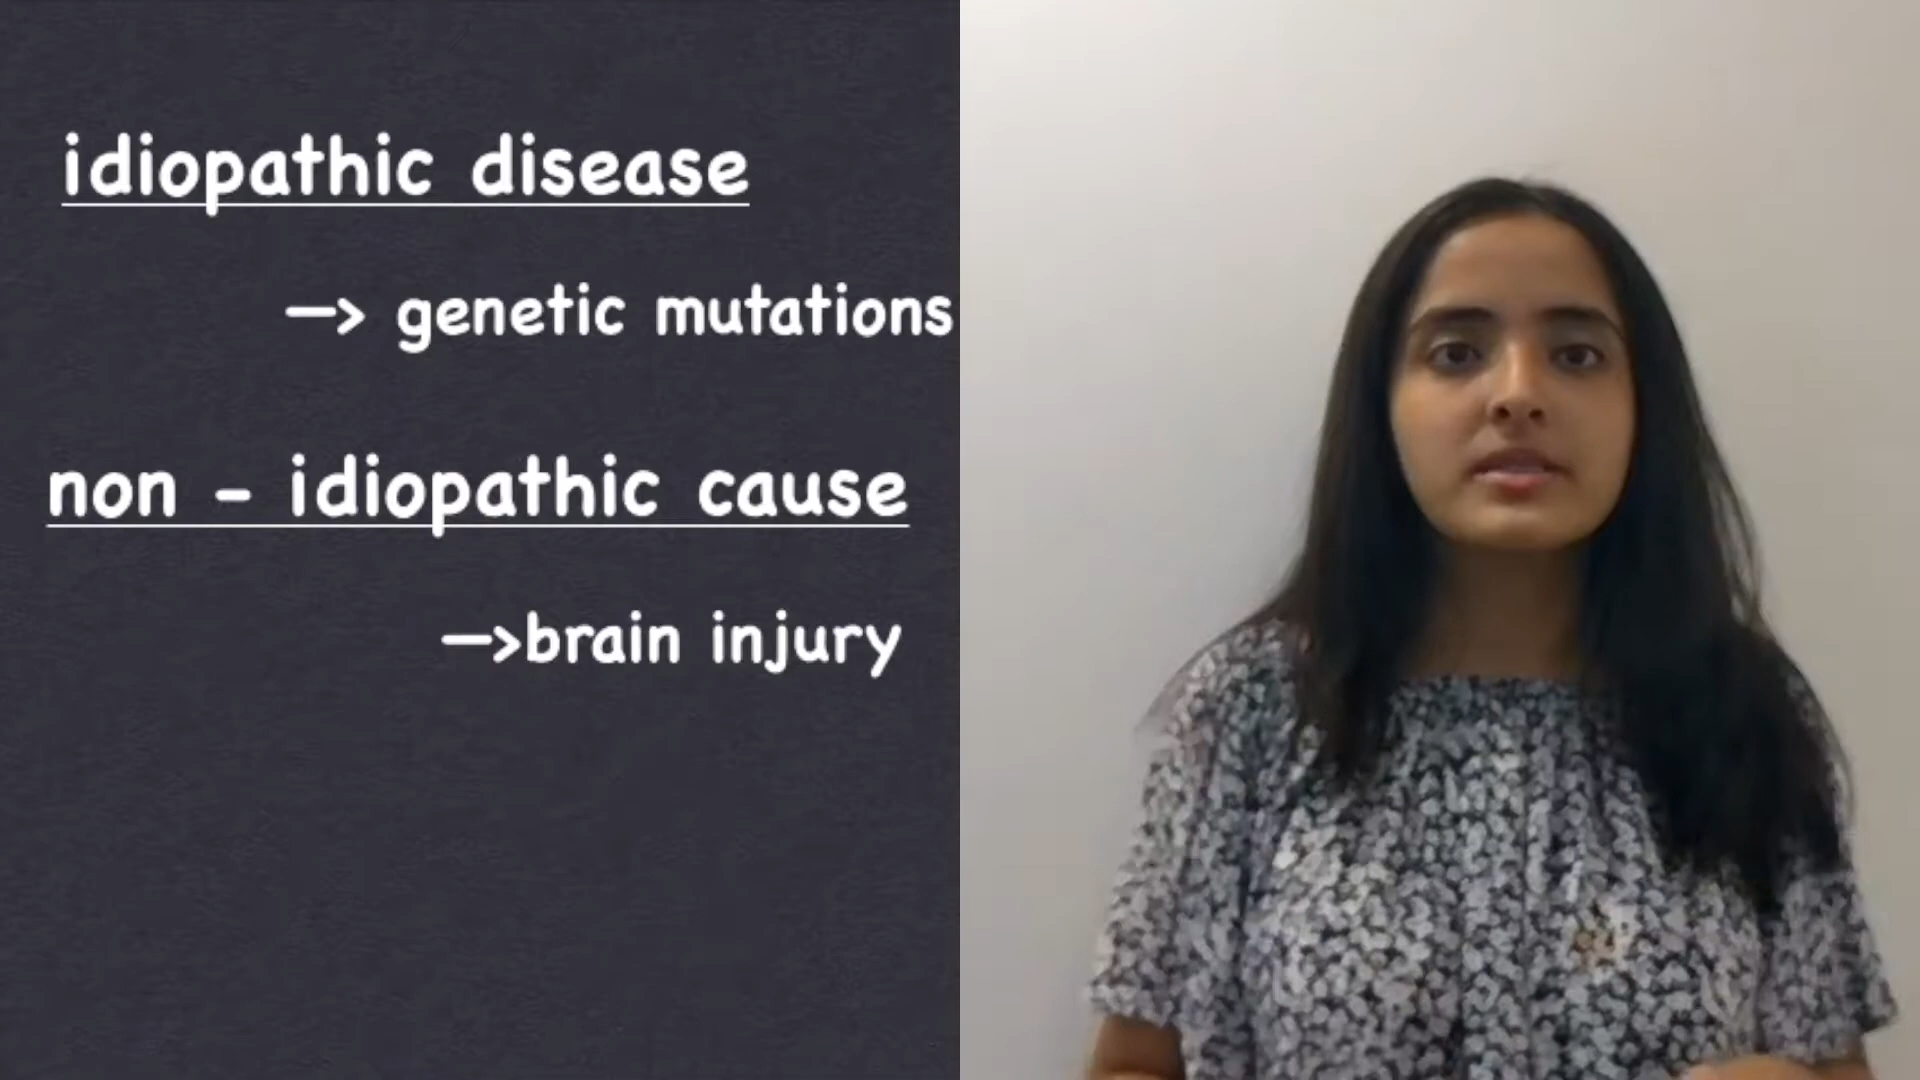 idiopathic disease
—> genetic mutations
non - idiopathic cause
—>brain injury